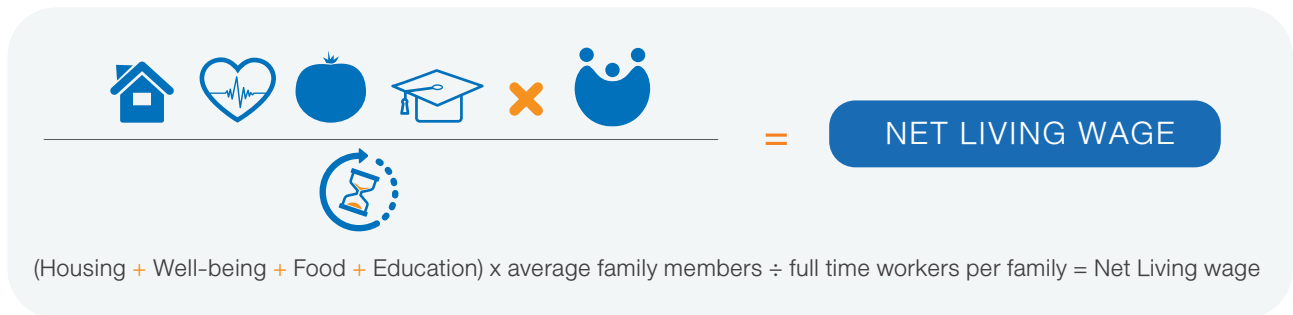 =
NET LIVING WAGE
(Housing + Well-being + Food + Education) x average family members ÷ full time workers per family = Net Living wage